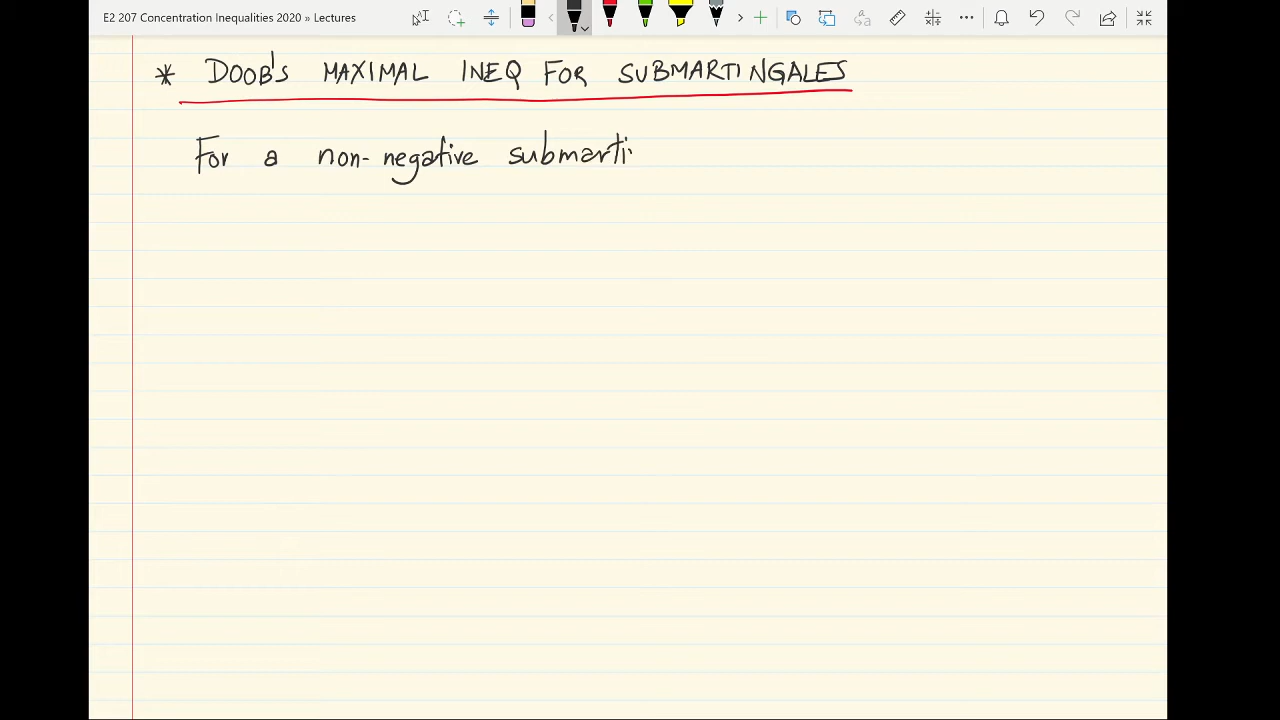 E2 207 Concentration Inequalities 2020 » Lectures
* DOOB'S MAXIMAL INEQ FOR SUBMARTINGALES
For a non-negative submarti